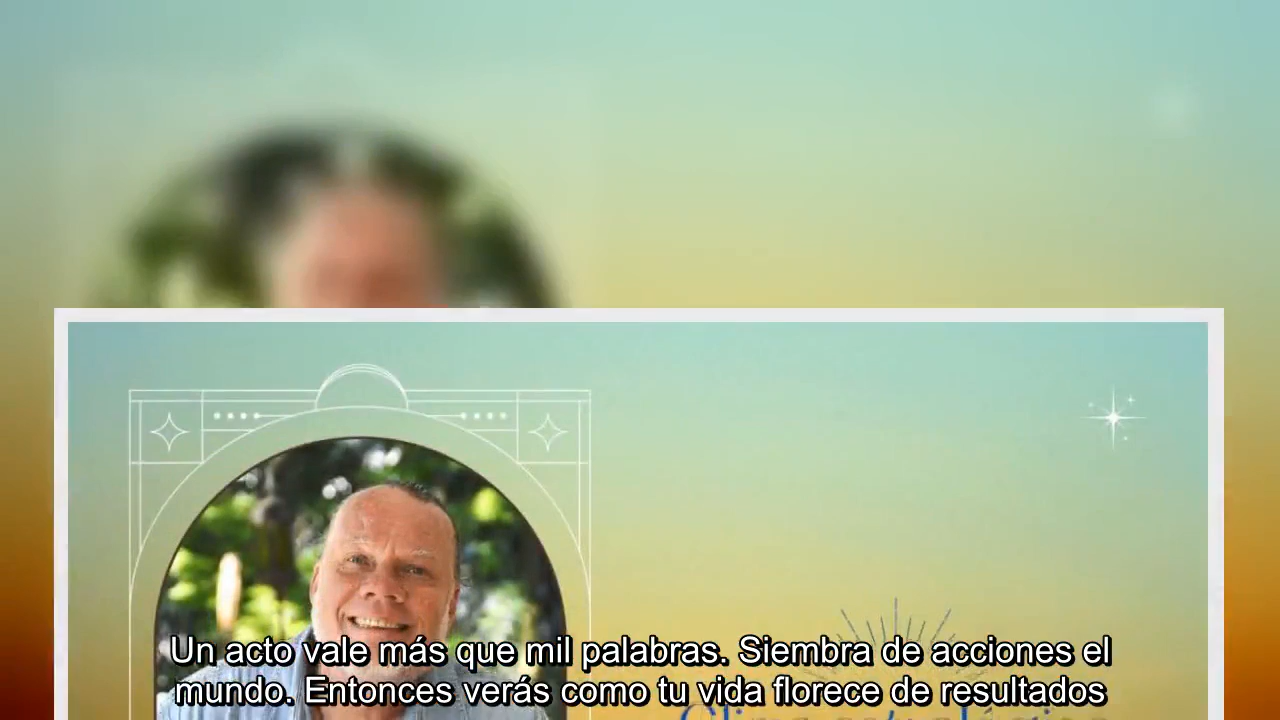 Un acto vale más que mil palabras. Siembra de acciones el
mundo. Entonces verás como tu vida florece de resultados